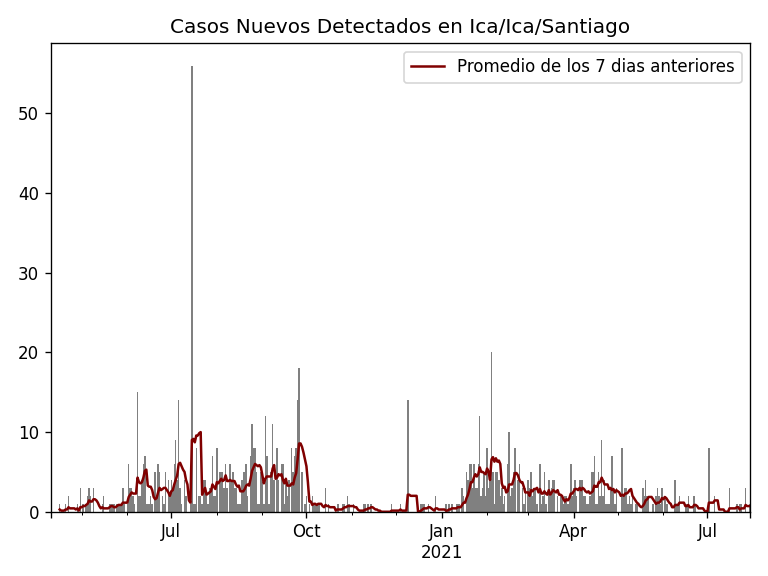 Casos Nuevos Detectados en Ica/Ica/Santiago
Promedio de los 7 dias anteriores
50
40
30
20
10
0
Jul
Oct
Jan
2021
Apr
Jul